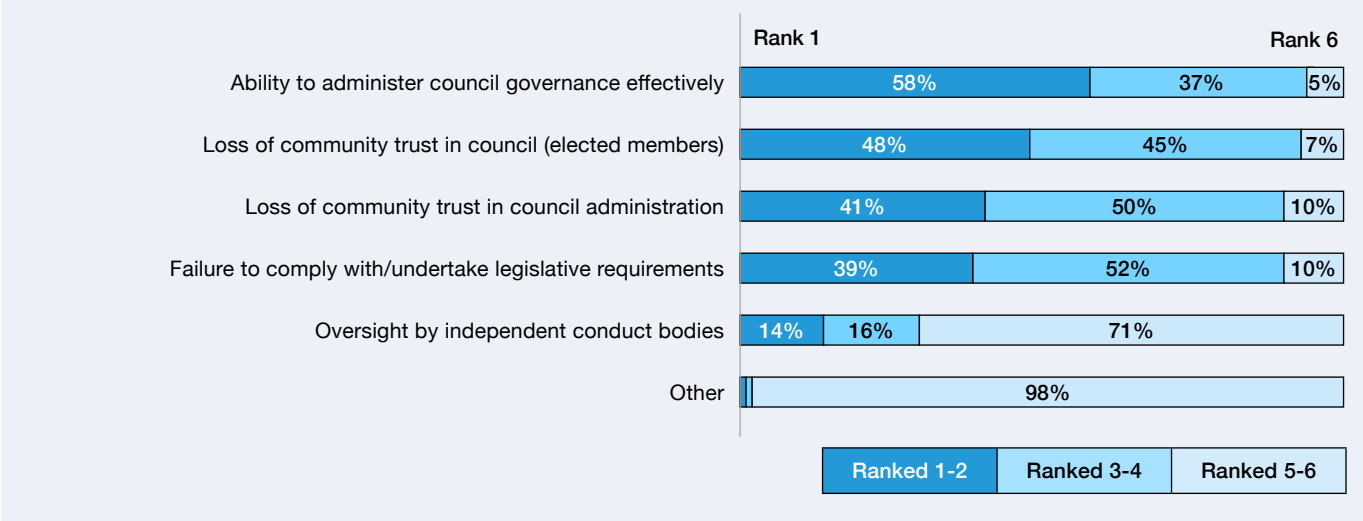 Rank 1 Rank 6
Ability to administer council governance effectively 58% 37% 5%
Loss of community trust in council (elected members) 48% 45% 7%
Loss of community trust in council administration 41% 50% 10%
Failure to comply with/undertake legislative requirements 39% 52% 10%
Oversight by independent conduct bodies 14% 16% 71%
Other 98%
Ranked 1-2 Ranked 3-4 Ranked 5-6